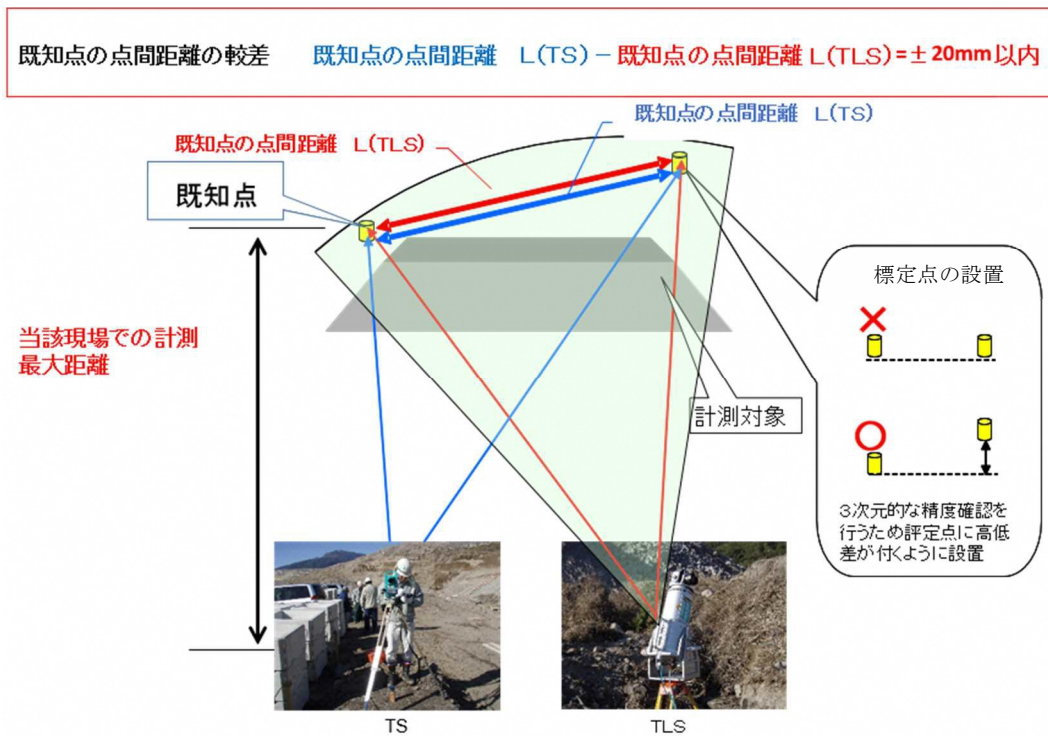 既知点の点間距離の較差 既知点の点間距離 L(TS)－既知点の点間距離L(TLS)=±20mm以内
既知点の点間距離 L(TS)
既知点の点間距離 L(TLS)
既知点
標定点の設置
当該現場での計測
最大距離
計測対象
3次元的な精度確認を
行うため評定点に高低
差が付くように設置
TS
TLS